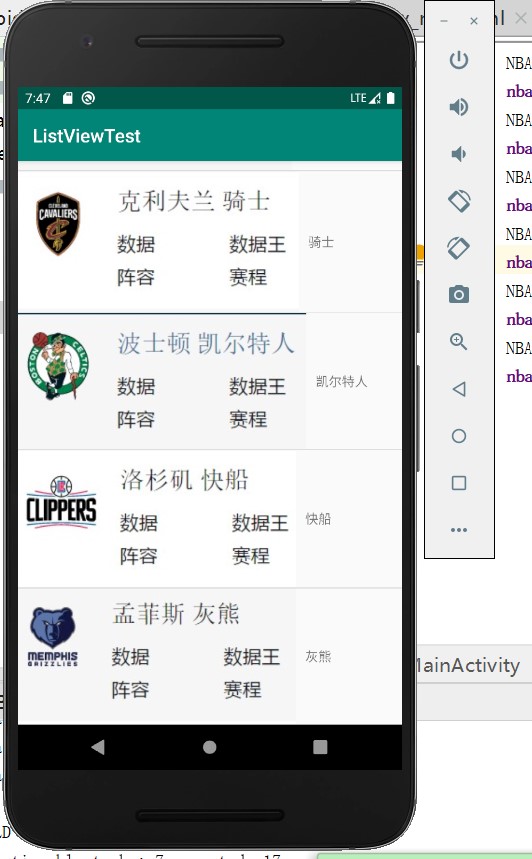 7:47
LTE
ListViewTest
CLEVELAND
CAVALIERS
克利夫兰 骑士
数据 数据王
阵容 赛程
骑士
BOSTON CELTICS
波士顿 凯尔特人
数据 数据王
阵容 赛程
凯尔特人
CLIPPERS
洛杉矶 快船
数据 数据王
阵容 赛程
快船
MEMPHIS
GRIZZLIES
孟菲斯 灰熊
数据 数据王
阵容 赛程
灰熊
NBA
nba
NBA
nba
NBA
nba
NBA
nba
NBA
nba
NBA
nba
MainActivity